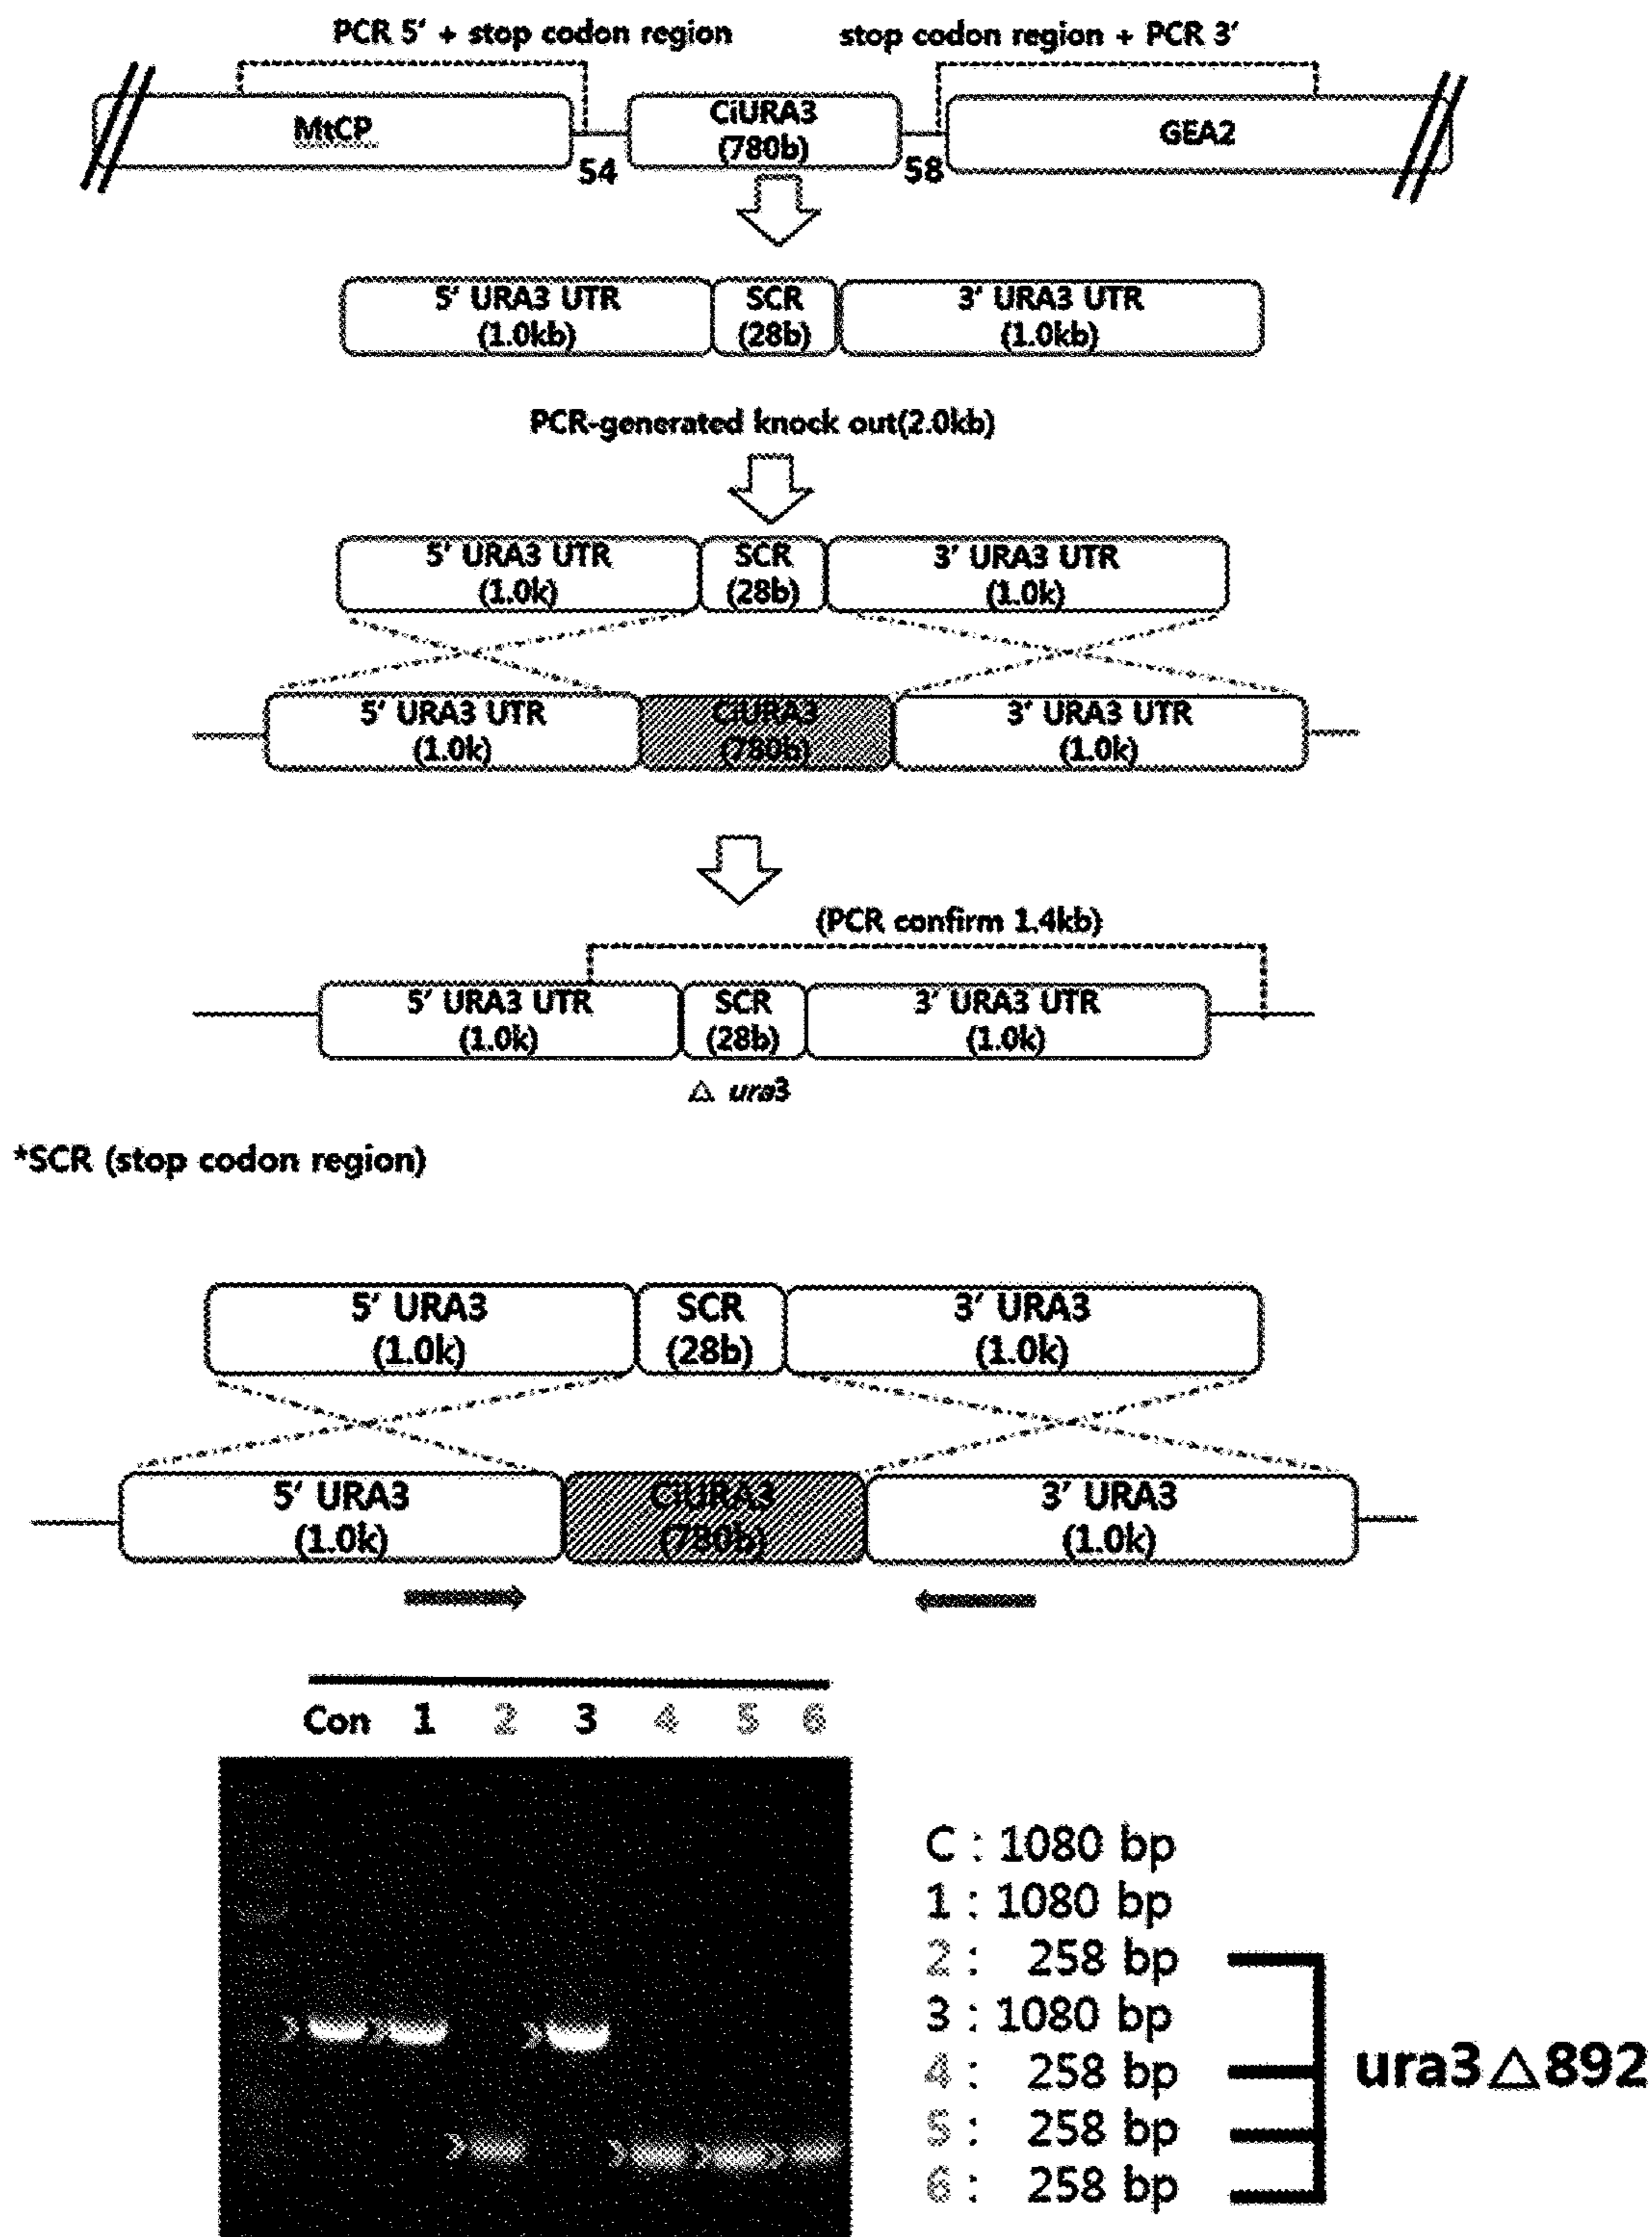 PCR 5' + stop codon region
stop codon region + PCR 3'
MtCP
CiURA3
(780b)
GEA2
54
58
5' URA3 UTR
(1.0kb)
SCR
(28b)
3' URA3 UTR
(1.0kb)
PCR-generated knock out(2.0kb)
5' URA3 UTR
(1.0k)
SCR
(28b)
3' URA3 UTR
(1.0k)
5' URA3 UTR
(1.0k)
CiURA3
(780b)
3' URA3 UTR
(1.0k)
(PCR confirm 1.4kb)
5' URA3 UTR
(1.0k)
SCR
(28b)
3' URA3 UTR
(1.0k)
△ ura3
*SCR (stop codon region)
5' URA3
(1.0k)
SCR
(28b)
3' URA3
(1.0k)
5' URA3
(1.0k)
CiURA3
(780b)
3' URA3
(1.0k)
Con 1 2 3 4 5 6
C : 1080 bp
1 : 1080 bp
2 : 258 bp
3 : 1080 bp
4 : 258 bp
5 : 258 bp
6 : 258 bp
ura3△892